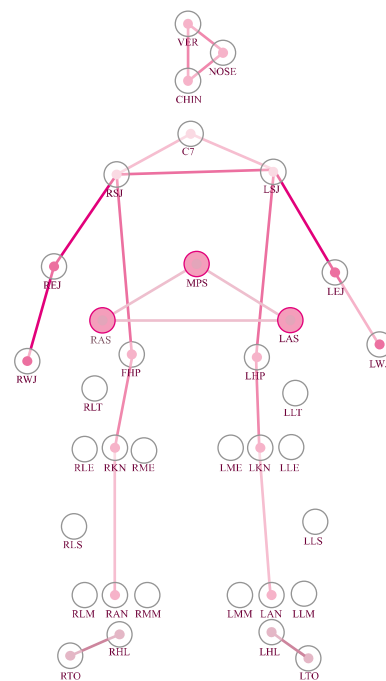 VER
NOSE
CHIN
C7
RSJ
LSJ
REJ
LEJ
MPS
RAS
LAS
RWJ
FHP
LHP
LWJ
RLT
LLT
RLE
RKN
RME
LME
LKN
LLE
RLS
LLS
RLM
RAN
RMM
LMM
LAN
LLM
RHL
LHL
RTO
LTO